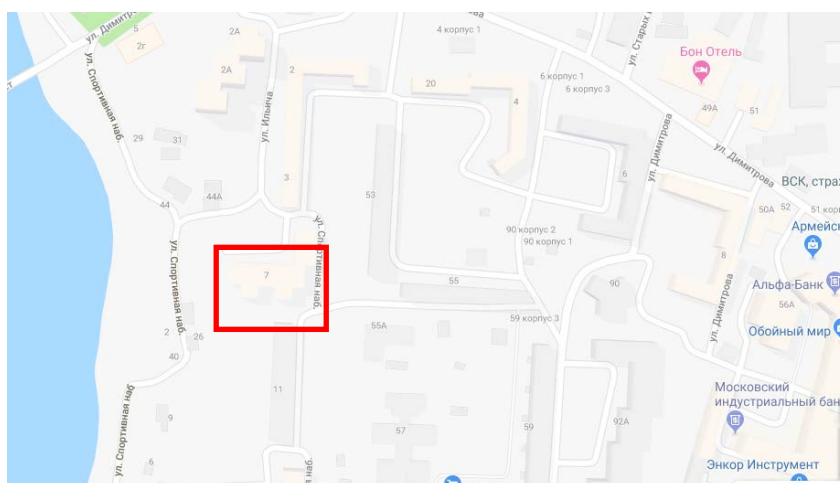 ул. Димитр
5
2г
2А
2А
2
4 корпус 1
20
4
ул. Старых
Бон Отель
6 корпус 1
6 корпус 3
49А
51
ул. Спортивная наб.
ул. Ильича
29
31
ул. Димитрова
ул. Димитрова
6
ВСК, стра
3
53
44А
44
50А
52
51 кор
Армейск
ул. Спортивная наб.
90 корпус 2
90 корпус 1
8
ул. Спортивная наб.
7
55
90
Альфа-Банк
56А
ул. Димитрова
59 корпус 3
55А
Обойный мир
2
26
40
11
Московский
индустриальный бан
ул. Спортивная наб
9
57
59
92А
6
наб.
Энкор Инструмент